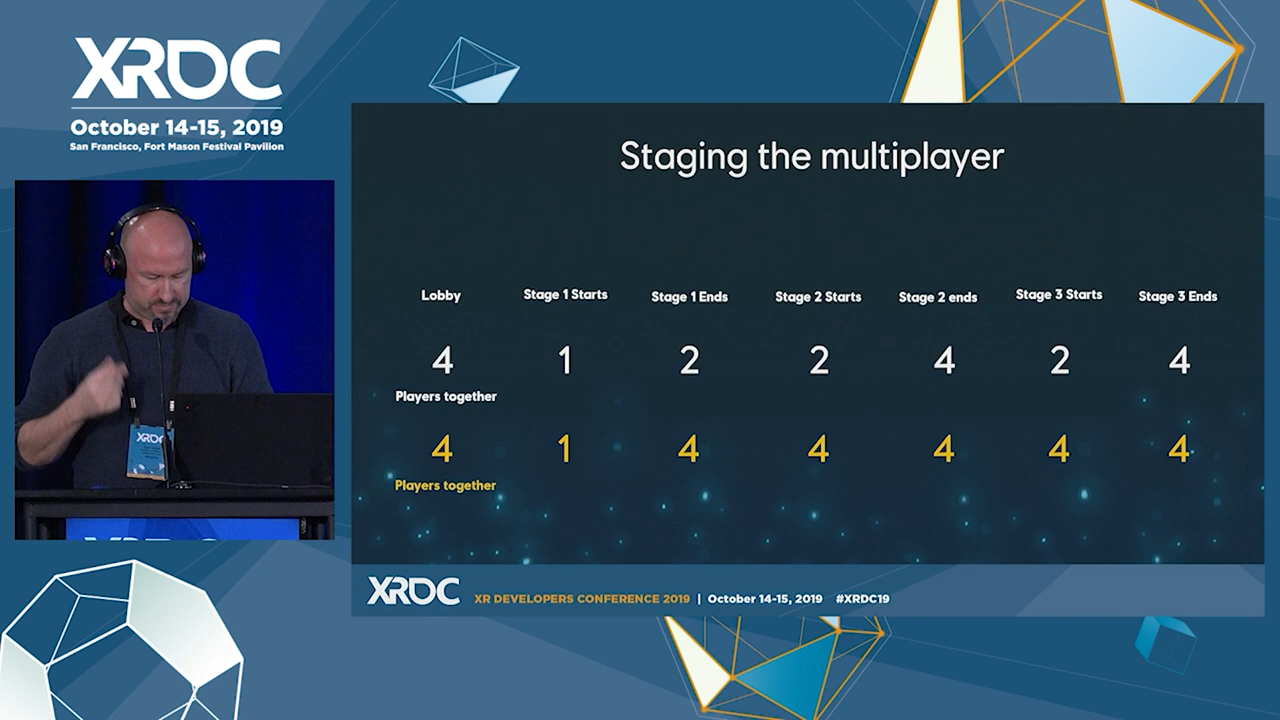 XRDC
October 14-15, 2019
San Francisco, Fort Mason Festival Pavilion
Staging the multiplayer
Lobby Stage 1 Starts Stage 1 Ends Stage 2 Starts Stage 2 ends Stage 3 Starts Stage 3 Ends
4 1 2 2 4 2 4
Players together
4 1 4 4 4 4 4
Players together
XRDC
XRDC XR DEVELOPERS CONFERENCE 2019 | October 14-15, 2019 #XRDC19